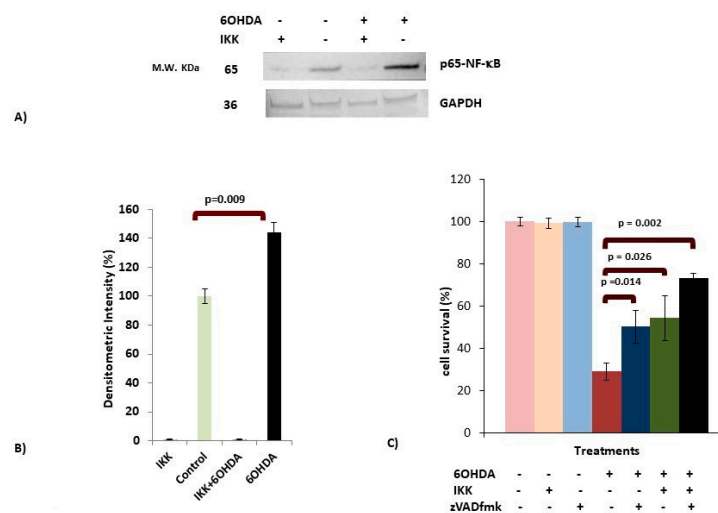 6OHDA - - + +
IKK + - + -
M.W. KDa 65 p65-NF-κB
36 GAPDH
A)
p=0.009
160
140
120
100
80
60
40
20
0
Densitometric Intensity (%)
IKK Control IKK+6OHDA 6OHDA
B)
120
100
80
60
40
20
0
cell survival (%)
p = 0.002
p = 0.026
p =0.014
Treatments
C)
6OHDA - - - + + + +
IKK - + - - - + +
zVADfmk - - + - + - +